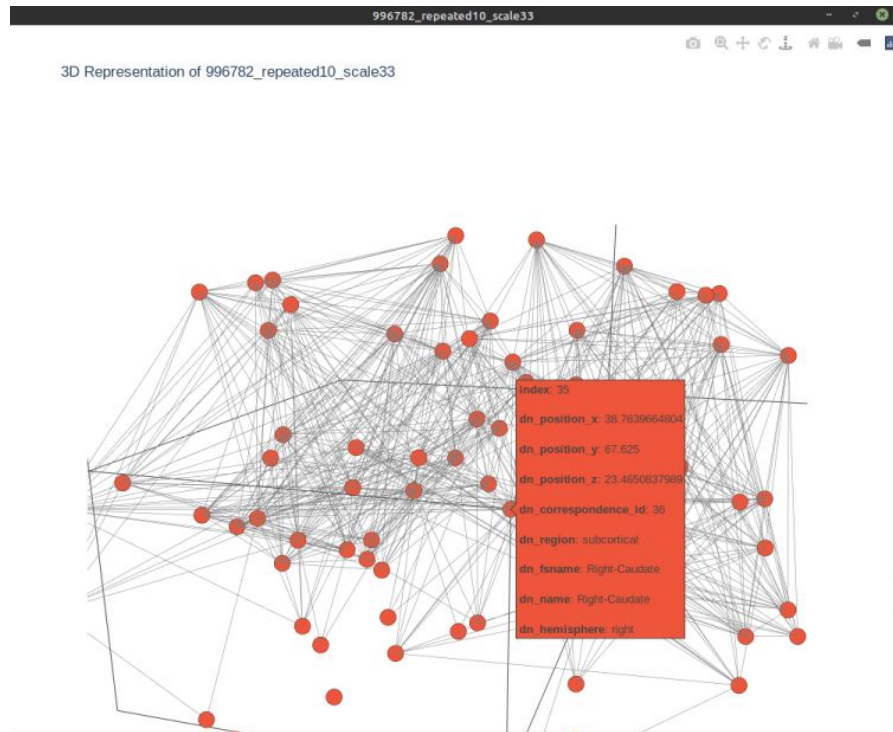 996782_repeated10_scale33
3D Representation of 996782_repeated10_scale33
index: 35
dn_position_x: 38.7639664804
dn_position_y: 67.625
dn_position_z: 23.4650837989
dn_correspondence_id: 36
dn_region: subcortical
dn_fsname: Right-Caudate
dn_name: Right-Caudate
dn_hemisphere: right